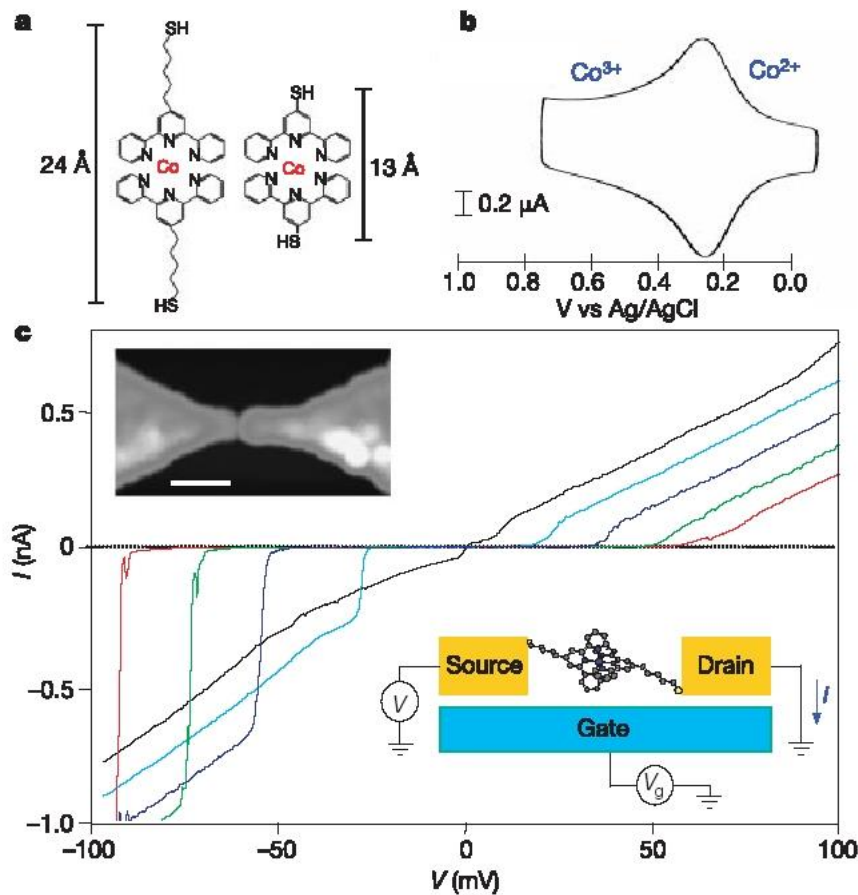 a
SH
24 Å
N
N
N
Co
N
N
N
HS
SH
N
N
N
Co
N
N
N
HS
13 Å
b
Co3+
Co2+
0.2 µA
1.0 0.8 0.6 0.4 0.2 0.0
V vs Ag/AgCl
c
I (nA)
0.5
0
−0.5
−1.0
Source
Drain
Gate
V
I
Vg
−100 −50 0 50 100
V (mV)